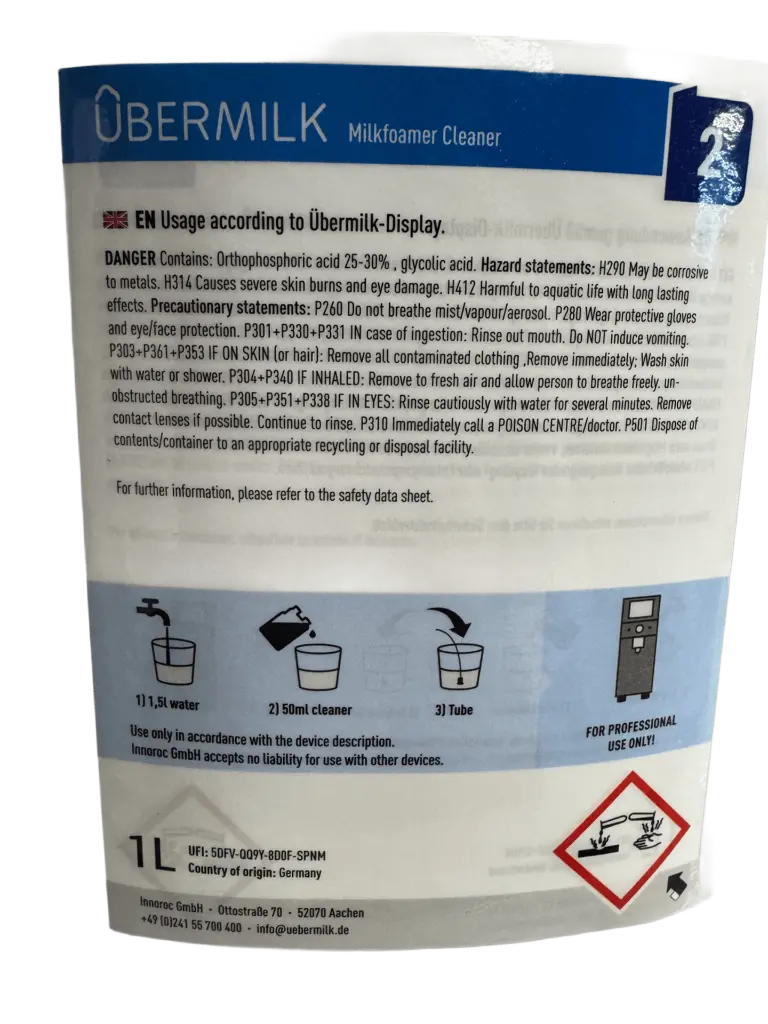 ÜBERMILK Milkfoamer Cleaner
2
EN Usage according to Übermilk-Display.
DANGER Contains: Orthophosphoric acid 25-30% , glycolic acid. Hazard statements: H290 May be corrosive
to metals. H314 Causes severe skin burns and eye damage. H412 Harmful to aquatic life with long lasting
effects. Precautionary statements: P260 Do not breathe mist/vapour/aerosol. P280 Wear protective gloves
and eye/face protection. P301+P330+P331 IN case of ingestion: Rinse out mouth. Do NOT induce vomiting.
P303+P361+P353 IF ON SKIN (or hair): Remove all contaminated clothing ,Remove immediately; Wash skin
with water or shower. P304+P340 IF INHALED: Remove to fresh air and allow person to breathe freely. un-
obstructed breathing. P305+P351+P338 IF IN EYES: Rinse cautiously with water for several minutes. Remove
contact lenses if possible. Continue to rinse. P310 Immediately call a POISON CENTRE/doctor. P501 Dispose of
contents/container to an appropriate recycling or disposal facility.
For further information, please refer to the safety data sheet.
1) 1,5l water
2) 50ml cleaner
3) Tube
Use only in accordance with the device description.
Innoroc GmbH accepts no liability for use with other devices.
FOR PROFESSIONAL
USE ONLY!
1L
UFI: 5DFV-QQ9Y-8D0F-SPNM
Country of origin: Germany
Innoroc GmbH · Ottostraße 70 · 52070 Aachen
+49 (0)241 55 700 400 · info@uebermilk.de